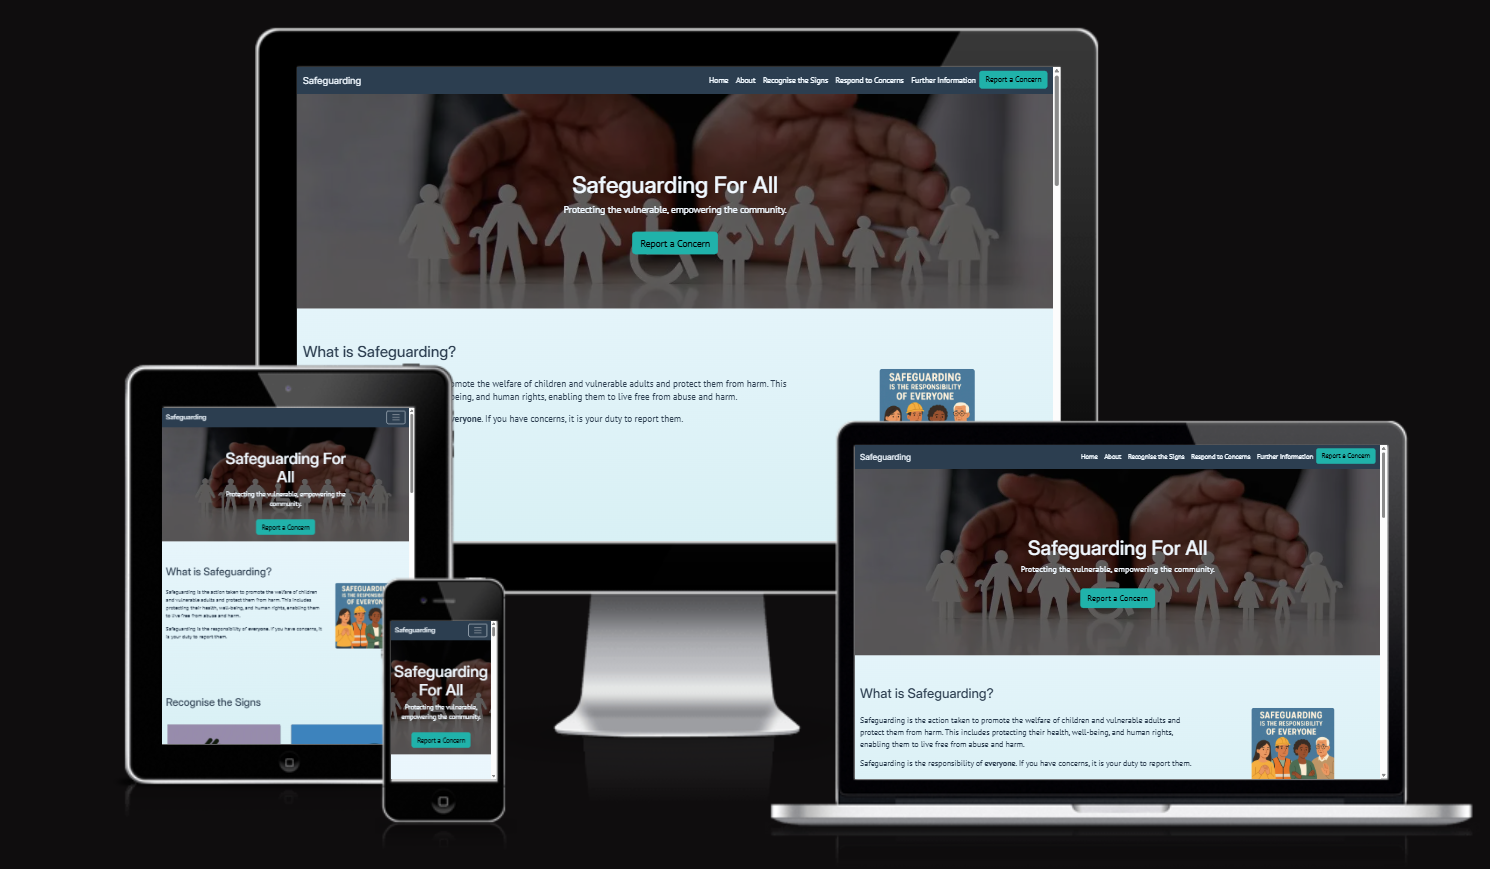 Safeguarding
Home About Recognise the Signs Respond to Concerns Further Information Report a Concern
Safeguarding For All
Protecting the vulnerable, empowering the community.
Report a Concern
What is Safeguarding?
mote the welfare of children and vulnerable adults and protect them from harm. This
being, and human rights, enabling them to live free from abuse and harm.
everyone. If you have concerns, it is your duty to report them.
SAFEGUARDING
IS THE RESPONSIBILITY
OF EVERYONE
Safeguarding
Safeguarding For
All
Protecting the vulnerable, empowering the
community.
Report a Concern
What is Safeguarding?
Safeguarding is the action taken to promote the welfare of children
and vulnerable adults and protect them from harm. This includes
protecting their health, well-being, and human rights, enabling them
to live free from abuse and harm.
Safeguarding is the responsibility of everyone. If you have concerns, it
is your duty to report them.
SAFEGUARDING
IS THE RESPONSIBILITY
OF EVERYONE
Recognise the Signs
Safeguarding
Safeguarding
For All
Protecting the vulnerable,
empowering the community.
Report a Concern
Safeguarding
Home About Recognise the Signs Respond to Concerns Further Information Report a Concern
Safeguarding For All
Protecting the vulnerable, empowering the community.
Report a Concern
What is Safeguarding?
Safeguarding is the action taken to promote the welfare of children and vulnerable adults and
protect them from harm. This includes protecting their health, well-being, and human rights,
enabling them to live free from abuse and harm.
Safeguarding is the responsibility of everyone. If you have concerns, it is your duty to report them.
SAFEGUARDING
IS THE RESPONSIBILITY
OF EVERYONE